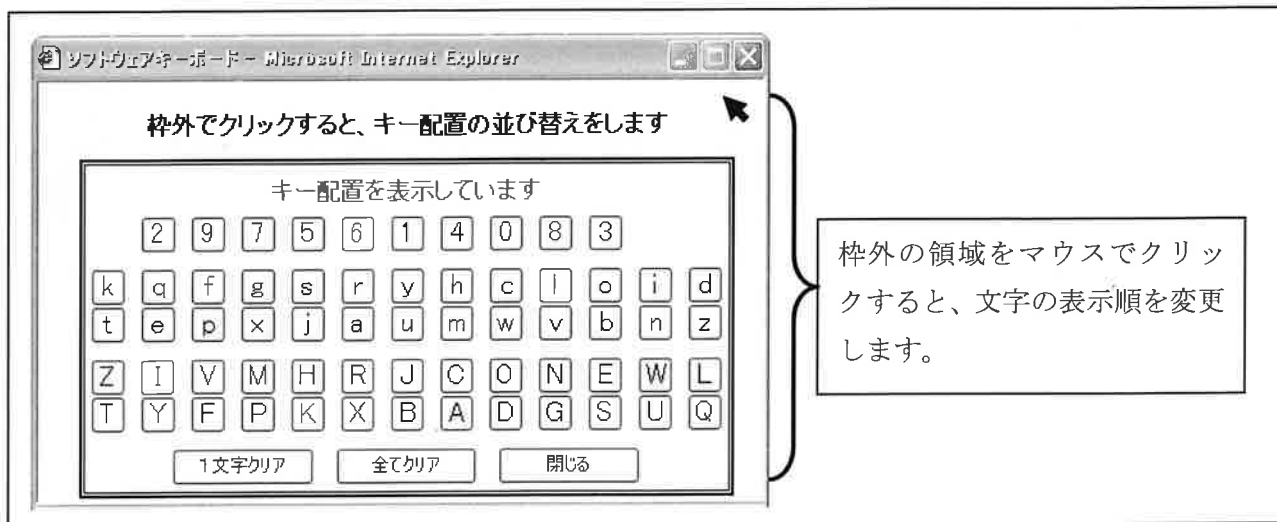 ソフトウェアキーボード - Microsoft Internet Explorer
枠外でクリックすると、キー配置の並び替えをします
キー配置を表示しています
2 9 7 5 6 1 4 0 8 3
k q f g s r y h c l o i d
t e p x j a u m w v b n z
Z I V M H R J C O N E W L
T Y F P K X B A D G S U Q
1文字クリア 全てクリア 閉じる
枠外の領域をマウスでクリッ
クすると、文字の表示順を変更
します。